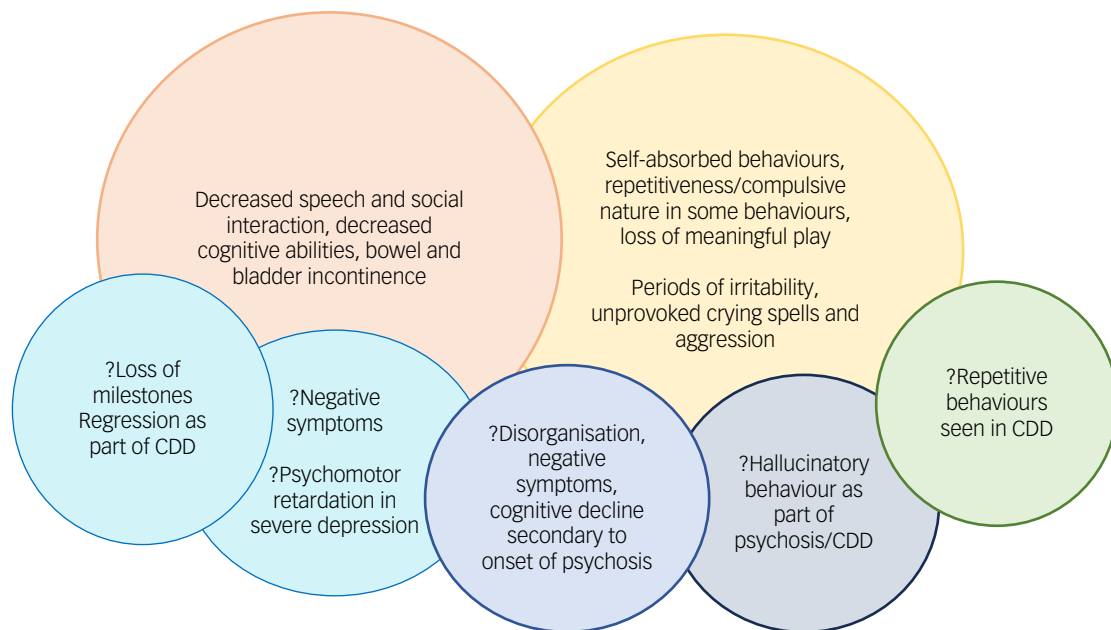 Decreased speech and social
interaction, decreased
cognitive abilities, bowel and
bladder incontinence
Self-absorbed behaviours,
repetitiveness/compulsive
nature in some behaviours,
loss of meaningful play
Periods of irritability,
unprovoked crying spells and
aggression
?Loss of
milestones
Regression as
part of CDD
?Negative
symptoms
?Psychomotor
retardation in
severe depression
?Disorganisation,
negative
symptoms,
cognitive decline
secondary to
onset of psychosis
?Hallucinatory
behaviour as
part of
psychosis/CDD
?Repetitive
behaviours
seen in CDD